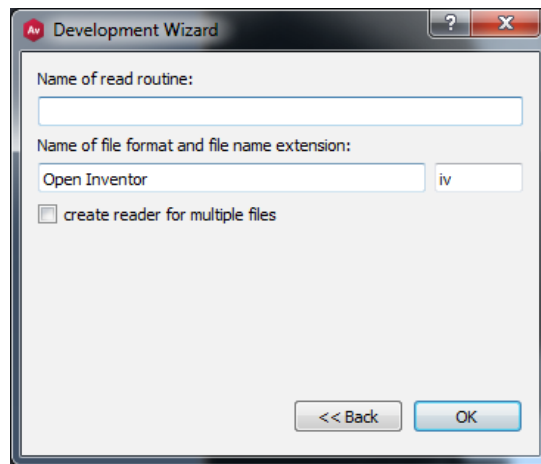 Av Development Wizard ? X
Name of read routine:
Name of file format and file name extension:
Open Inventor iv
create reader for multiple files
<< Back OK